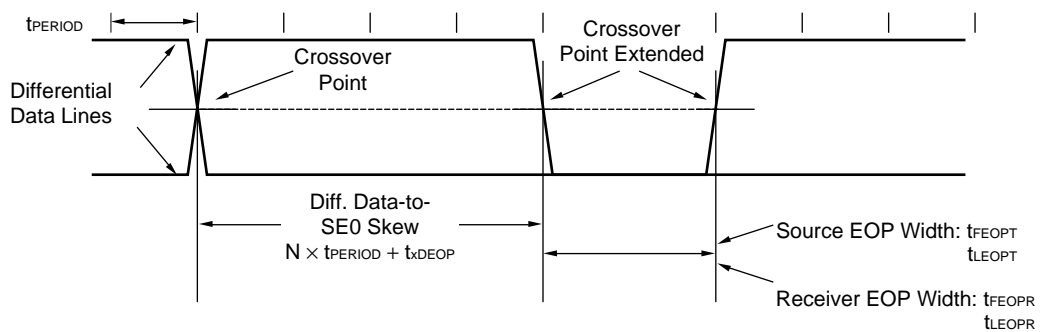 tPERIOD
Differential
Data Lines
Crossover
Point
Crossover
Point Extended
Diff. Data-to-
SE0 Skew
N × tPERIOD + txDEOP
Source EOP Width: tFEOPT
tLEOPT
Receiver EOP Width: tFEOPR
tLEOPR